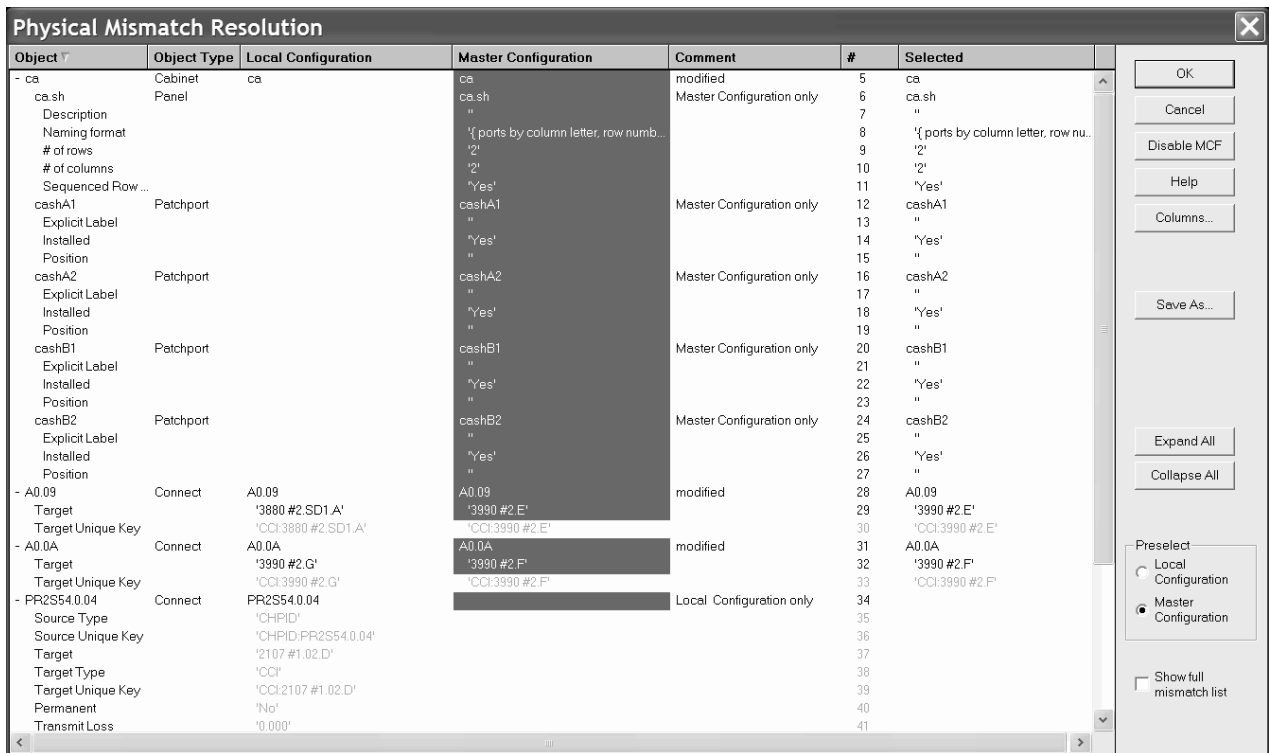 Physical Mismatch Resolution
Object Object Type Local Configuration Master Configuration Comment # Selected
- ca Cabinet ca ca modified 5 ca
ca.sh Panel ca.sh Master Configuration only 6 ca.sh
Description '' 7 ''
Naming format '{ ports by column letter, row numb... 8 '{ ports by column letter, row nu...
# of rows '2' 9 '2'
# of columns '2' 10 '2'
Sequenced Row ... 'Yes' 11 'Yes'
cashA1 Patchport cashA1 Master Configuration only 12 cashA1
Explicit Label '' 13 ''
Installed 'Yes' 14 'Yes'
Position '' 15 ''
cashA2 Patchport cashA2 Master Configuration only 16 cashA2
Explicit Label '' 17 ''
Installed 'Yes' 18 'Yes'
Position '' 19 ''
cashB1 Patchport cashB1 Master Configuration only 20 cashB1
Explicit Label '' 21 ''
Installed 'Yes' 22 'Yes'
Position '' 23 ''
cashB2 Patchport cashB2 Master Configuration only 24 cashB2
Explicit Label '' 25 ''
Installed 'Yes' 26 'Yes'
Position '' 27 ''
- A0.09 Connect A0.09 A0.09 modified 28 A0.09
Target '3880 #2.SD1.A' '3990 #2.E' 29 '3990 #2.E'
Target Unique Key 'CCI:3880 #2.SD1.A' 'CCI:3990 #2.E' 30 'CCI:3990 #2.E'
- A0.0A Connect A0.0A A0.0A modified 31 A0.0A
Target '3990 #2.G' '3990 #2.F' 32 '3990 #2.F'
Target Unique Key 'CCI:3990 #2.G' 'CCI:3990 #2.F' 33 'CCI:3990 #2.F'
- PR2S54.0.04 Connect PR2S54.0.04 Local Configuration only 34
Source Type 'CHPID' 35
Source Unique Key 'CHPID:PR2S54.0.04' 36
Target '2107 #1.02.D' 37
Target Type 'CCI' 38
Target Unique Key 'CCI:2107 #1.02.D' 39
Permanent 'No' 40
Transmit Loss '0.000' 41
OK
Cancel
Disable MCF
Help
Columns...
Save As...
Expand All
Collapse All
Preselect
Local
Configuration
Master
Configuration
Show full
mismatch list